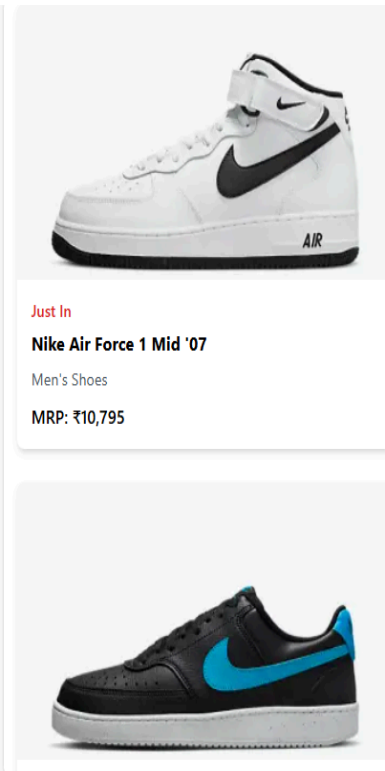 AIR
Just In
Nike Air Force 1 Mid '07
Men's Shoes
MRP: ₹10,795